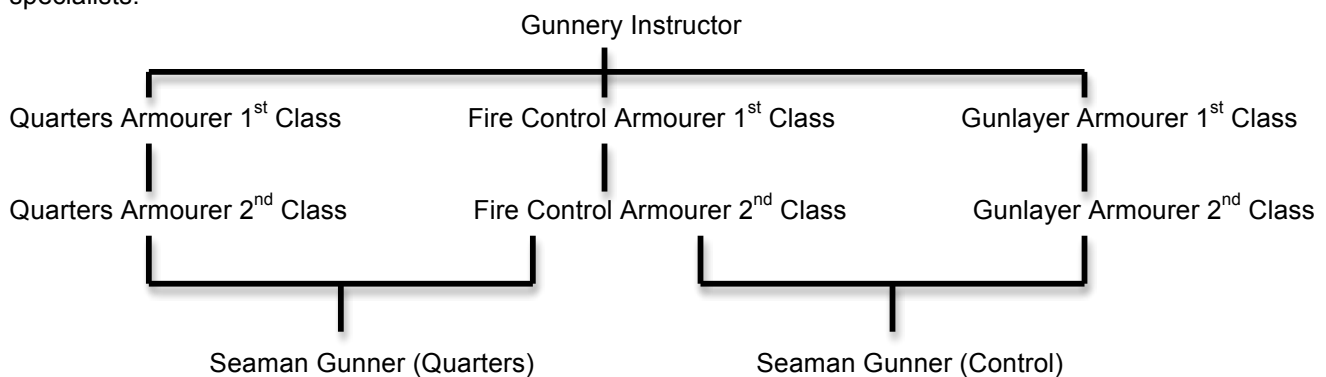 specialists.
Gunnery Instructor
Quarters Armourer 1st Class Fire Control Armourer 1st Class Gunlayer Armourer 1st Class
Quarters Armourer 2nd Class Fire Control Armourer 2nd Class Gunlayer Armourer 2nd Class
Seaman Gunner (Quarters) Seaman Gunner (Control)